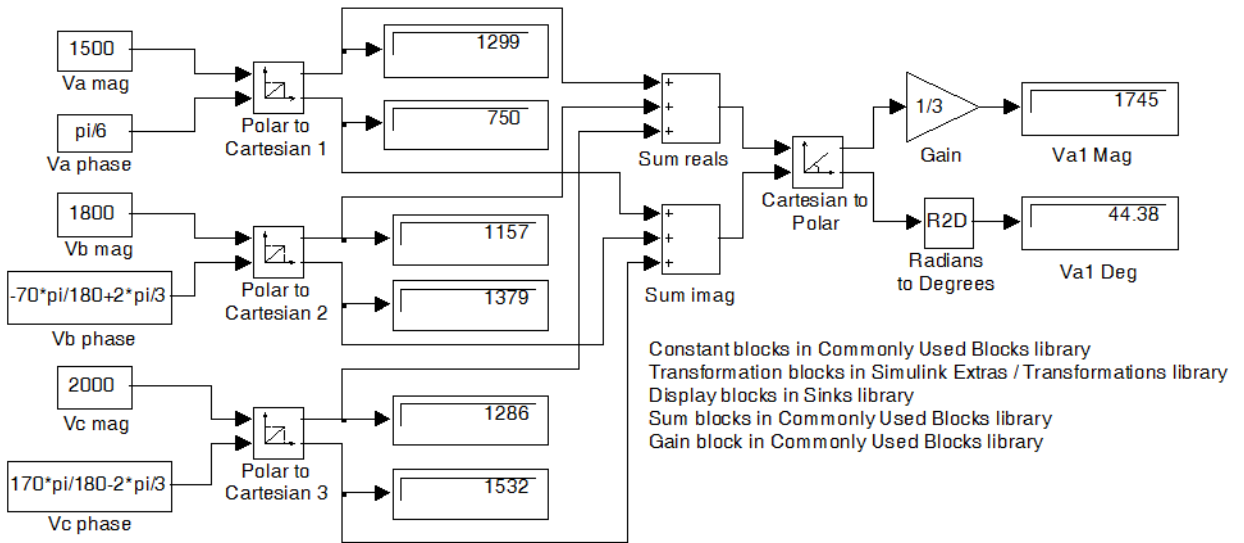 1500
Va mag
pi/6
Va phase
Polar to
Cartesian 1
1299
750
1800
Vb mag
-70*pi/180+2*pi/3
Vb phase
Polar to
Cartesian 2
1157
1379
2000
Vc mag
170*pi/180-2*pi/3
Vc phase
Polar to
Cartesian 3
1286
1532
+
+
+
Sum reals
+
+
+
Sum imag
Cartesian to
Polar
1/3
Gain
1745
Va1 Mag
R2D
Radians
to Degrees
44.38
Va1 Deg
Constant blocks in Commonly Used Blocks library
Transformation blocks in Simulink Extras / Transformations library
Display blocks in Sinks library
Sum blocks in Commonly Used Blocks library
Gain block in Commonly Used Blocks library